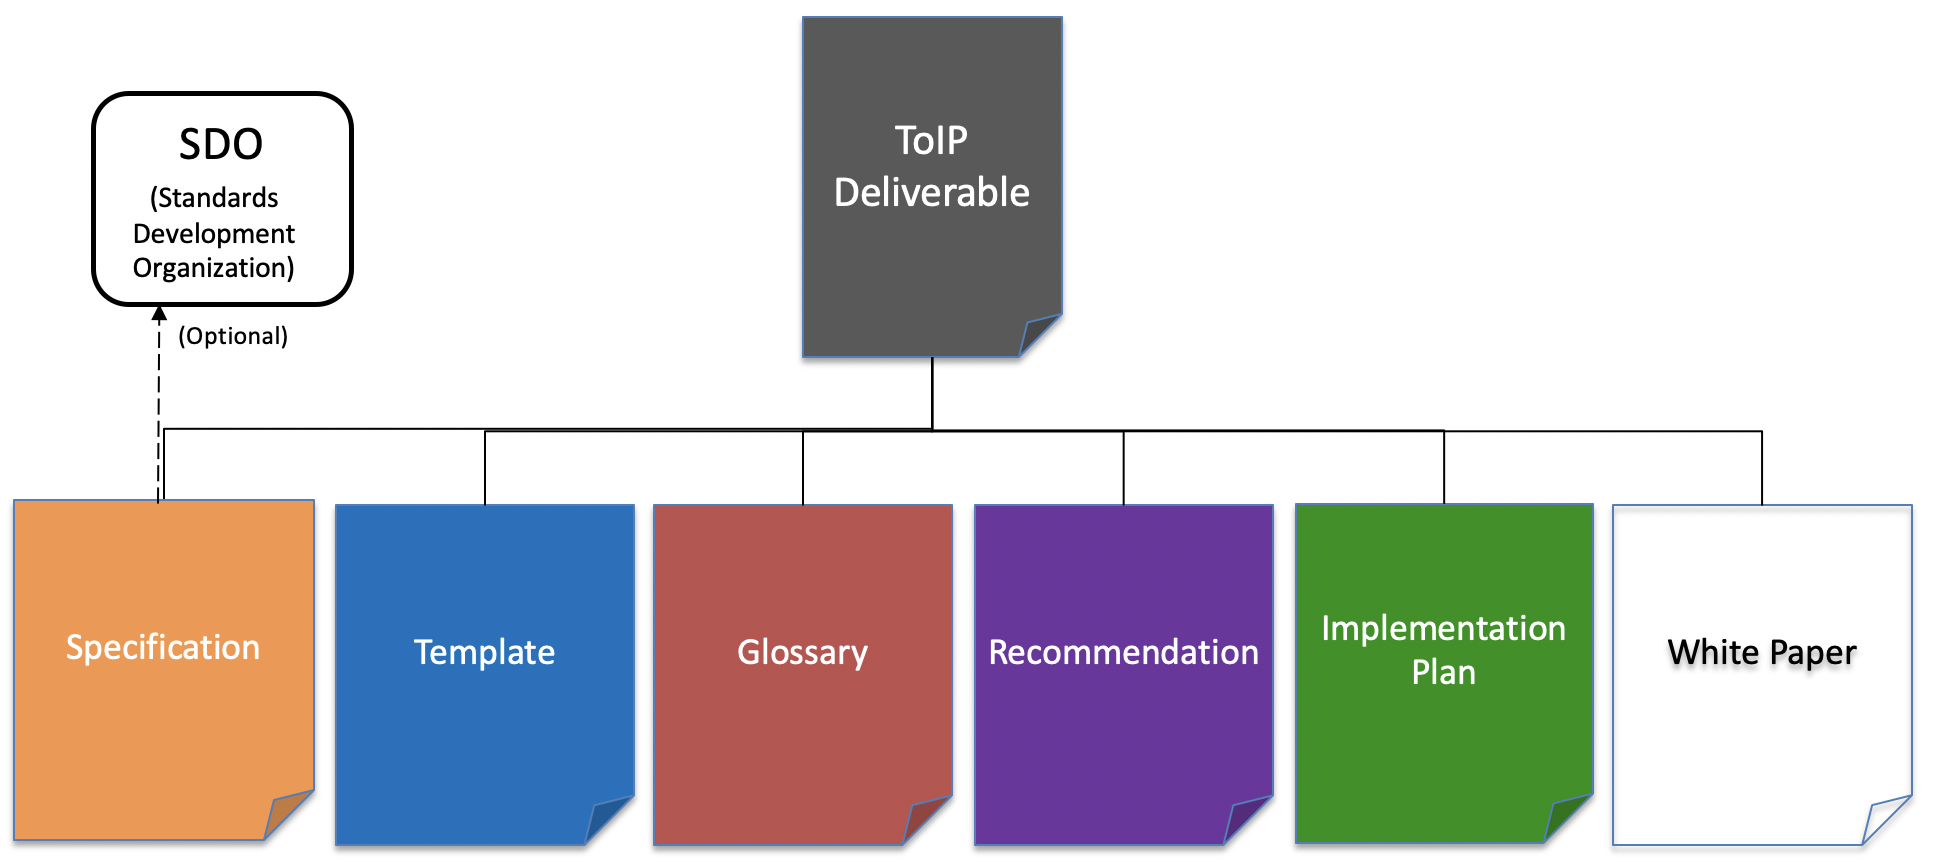 ToIP
Deliverable
SDO
(Standards
Development
Organization)
(Optional)
Specification
Template
Glossary
Recommendation
Implementation
Plan
White Paper